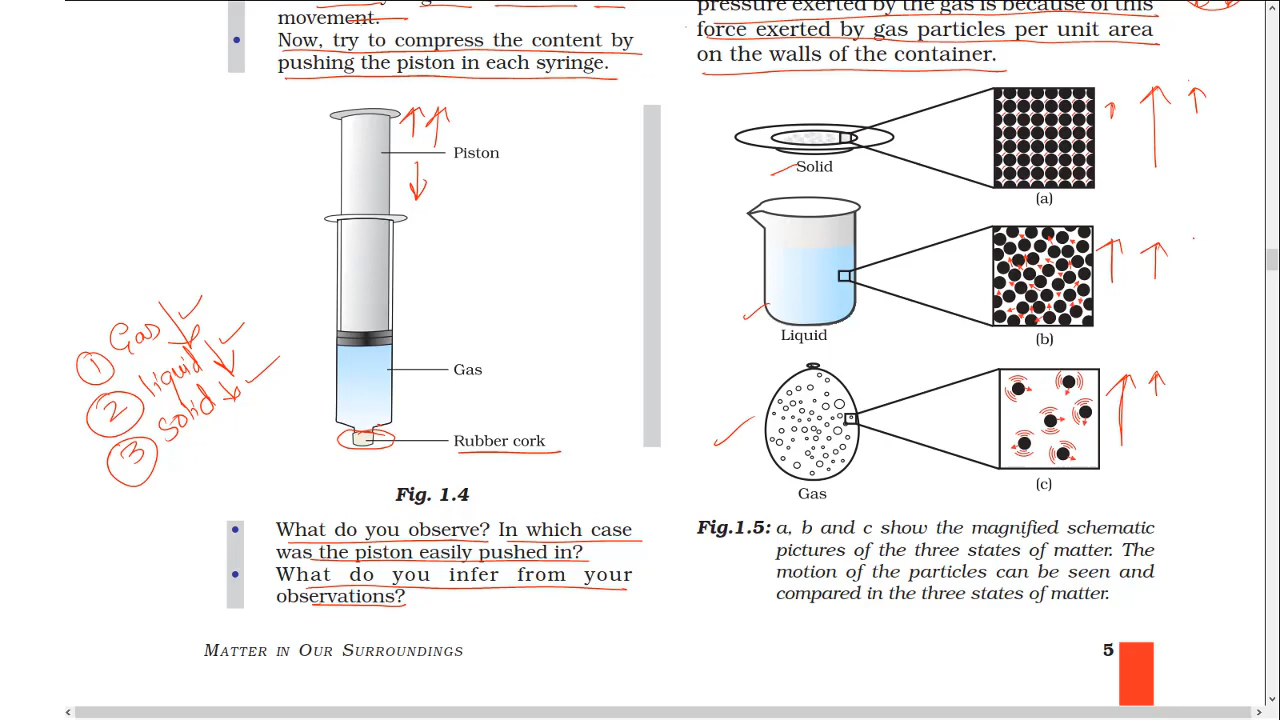 movement.
• Now, try to compress the content by
pushing the piston in each syringe.
Piston
Gas
Rubber cork
Fig. 1.4
1 Gas
2 liquid
3 Solid
• What do you observe? In which case
was the piston easily pushed in?
• What do you infer from your
observations?
pressure exerted by the gas is because of this
force exerted by gas particles per unit area
on the walls of the container.
Solid
(a)
Liquid
(b)
Gas
(c)
Fig.1.5: a, b and c show the magnified schematic
pictures of the three states of matter. The
motion of the particles can be seen and
compared in the three states of matter.
MATTER IN OUR SURROUNDINGS
5